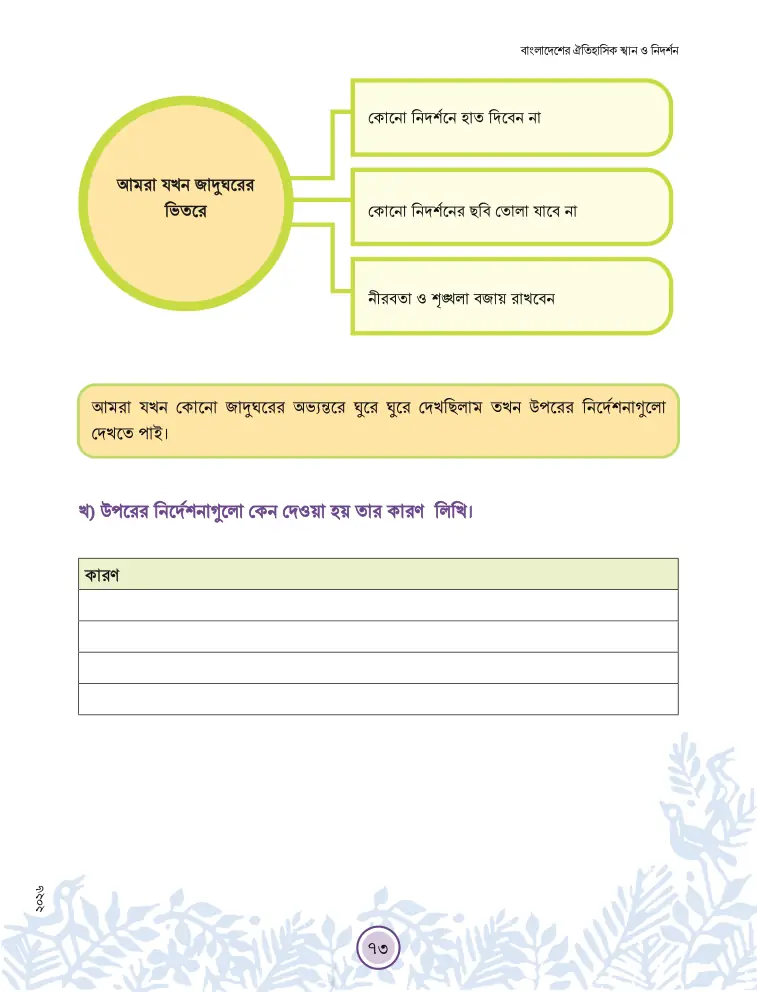 বাংলাদেশের ঐতিহাসিক স্থান ও নিদর্শন
আমরা যখন জাদুঘরের
ভিতরে
কোনো নিদর্শনে হাত দিবেন না
কোনো নিদর্শনের ছবি তোলা যাবে না
নীরবতা ও শৃঙ্খলা বজায় রাখবেন
আমরা যখন কোনো জাদুঘরের অভ্যন্তরে ঘুরে ঘুরে দেখছিলাম তখন উপরের নির্দেশনাগুলো
দেখতে পাই।
খ) উপরের নির্দেশনাগুলো কেন দেওয়া হয় তার কারণ লিখি।
কারণ
২০২৬
৭৩